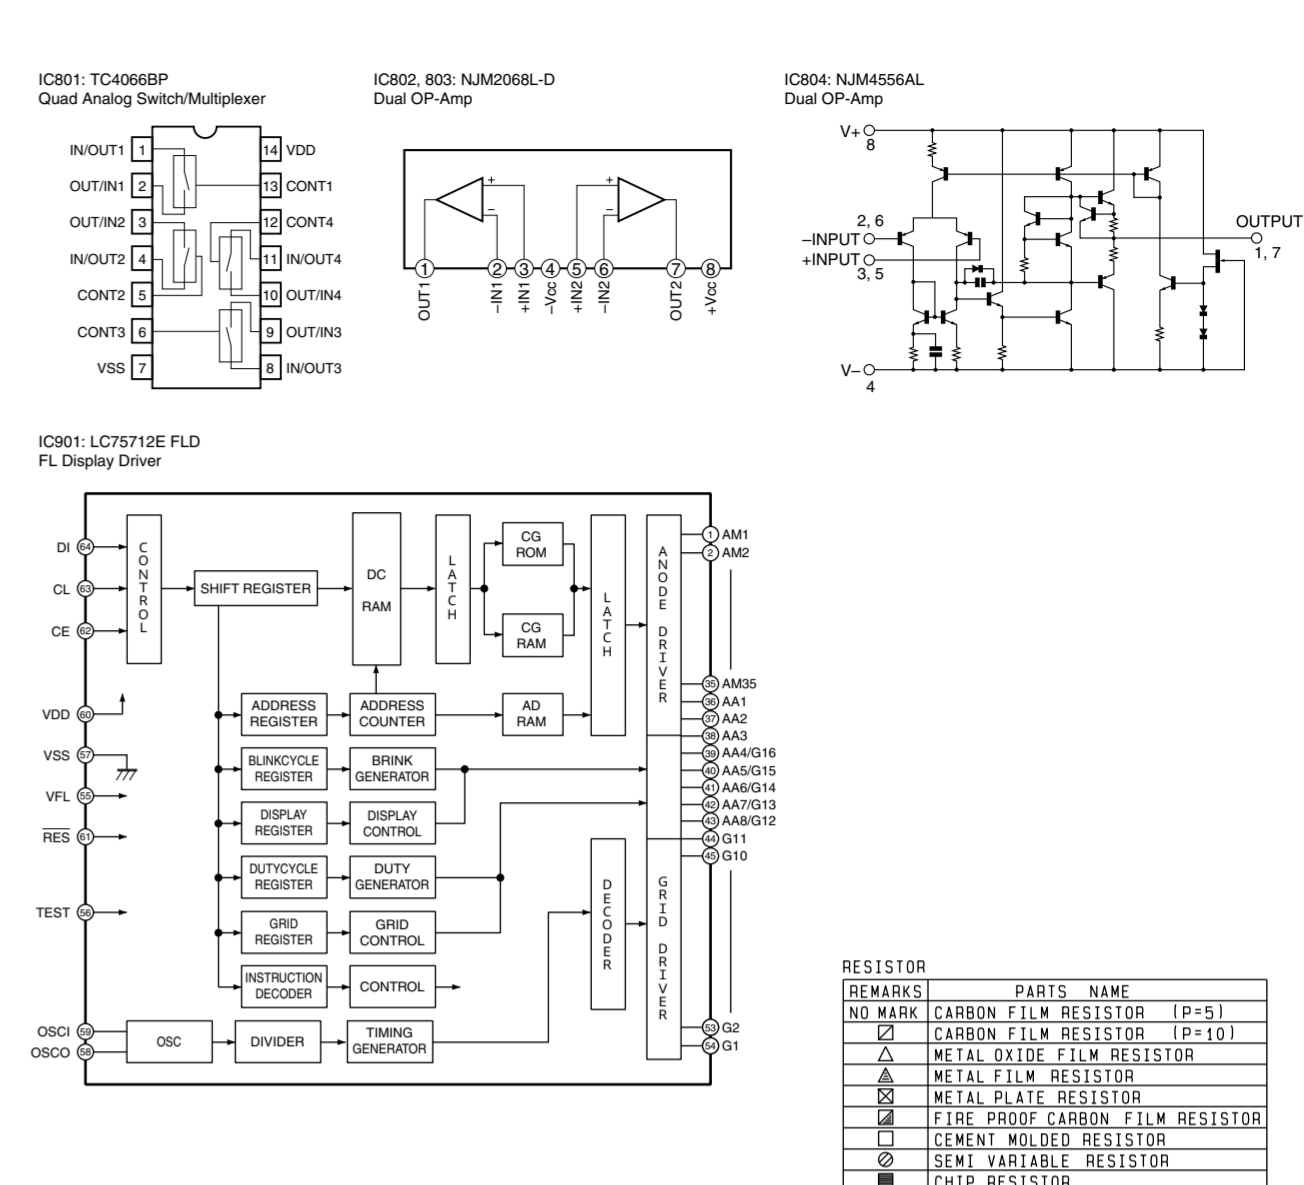 IC801: TC4066BP
Quad Analog Switch/Multiplexer
IN/OUT1 1
OUT/IN1 2
OUT/IN2 3
IN/OUT2 4
CONT2 5
CONT3 6
VSS 7
14 VDD
13 CONT1
12 CONT4
11 IN/OUT4
10 OUT/IN4
9 OUT/IN3
8 IN/OUT3
IC802, 803: NJM2068L-D
Dual OP-Amp
+
−
+
−
1 2 3 4 5 6 7 8
OUT1
−IN1
+IN1
−Vcc
+IN2
−IN2
OUT2
+Vcc
IC804: NJM4556AL
Dual OP-Amp
V+
8
2, 6
−INPUT
+INPUT
3, 5
V−
4
OUTPUT
1, 7
IC901: LC75712E FLD
FL Display Driver
DI 64
CL 63
CE 62
VDD 60
VSS 57
VFL 55
RES 61
TEST 56
OSCI 59
OSCO 58
CONTROL
SHIFT REGISTER
DC
RAM
LATCH
CG
ROM
CG
RAM
LATCH
ANODE DRIVER
ADDRESS
REGISTER
ADDRESS
COUNTER
AD
RAM
BLINKCYCLE
REGISTER
BRINK
GENERATOR
DISPLAY
REGISTER
DISPLAY
CONTROL
DUTYCYCLE
REGISTER
DUTY
GENERATOR
GRID
REGISTER
GRID
CONTROL
INSTRUCTION
DECODER
CONTROL
OSC
DIVIDER
TIMING
GENERATOR
DECODER
GRID DRIVER
1 AM1
2 AM2
35 AM35
36 AA1
37 AA2
38 AA3
39 AA4/G16
40 AA5/G15
41 AA6/G14
42 AA7/G13
43 AA8/G12
44 G11
45 G10
53 G2
54 G1
RESISTOR
REMARKS PARTS NAME
NO MARK CARBON FILM RESISTOR (P=5)
CARBON FILM RESISTOR (P=10)
METAL OXIDE FILM RESISTOR
METAL FILM RESISTOR
METAL PLATE RESISTOR
FIRE PROOF CARBON FILM RESISTOR
CEMENT MOLDED RESISTOR
SEMI VARIABLE RESISTOR
CHIP RESISTOR